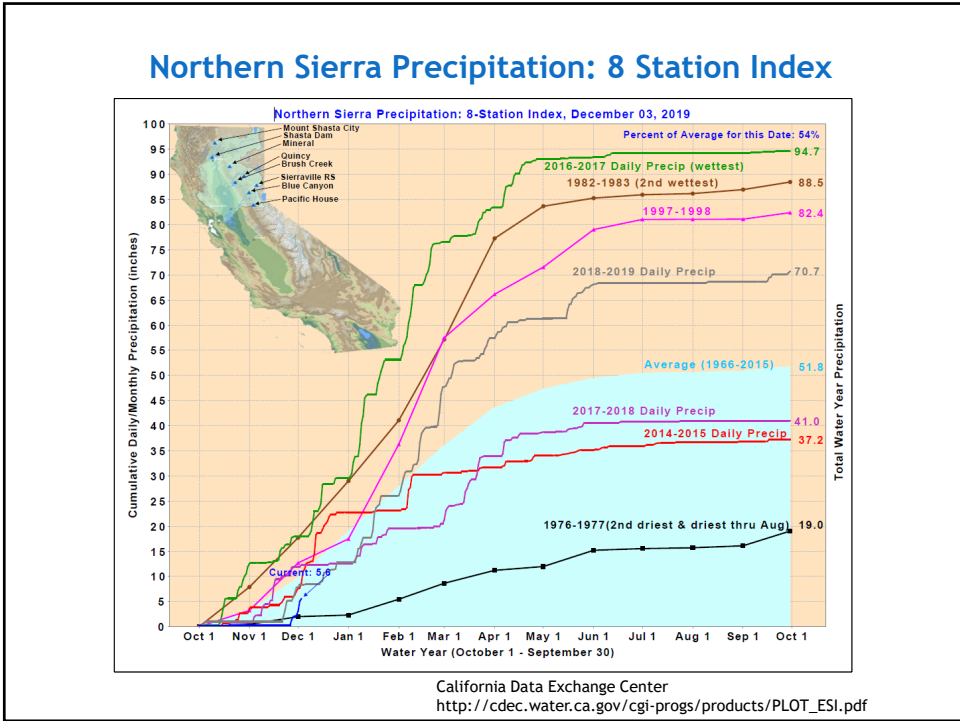 Northern Sierra Precipitation: 8 Station Index
Northern Sierra Precipitation: 8-Station Index, December 03, 2019
Percent of Average for this Date: 54%
Mount Shasta City
Shasta Dam
Mineral
Quincy
Brush Creek
Sierraville RS
Blue Canyon
Pacific House
2016-2017 Daily Precip (wettest)
94.7
1982-1983 (2nd wettest)
88.5
1997-1998
82.4
2018-2019 Daily Precip
70.7
Average (1966-2015)
51.8
2017-2018 Daily Precip
41.0
2014-2015 Daily Precip
37.2
1976-1977(2nd driest & driest thru Aug)
19.0
Current: 5.6
Cumulative Daily/Monthly Precipitation (inches)
100
95
90
85
80
75
70
65
60
55
50
45
40
35
30
25
20
15
10
5
0
Total Water Year Precipitation
Oct 1 Nov 1 Dec 1 Jan 1 Feb 1 Mar 1 Apr 1 May 1 Jun 1 Jul 1 Aug 1 Sep 1 Oct 1
Water Year (October 1 - September 30)
California Data Exchange Center
http://cdec.water.ca.gov/cgi-progs/products/PLOT_ESI.pdf